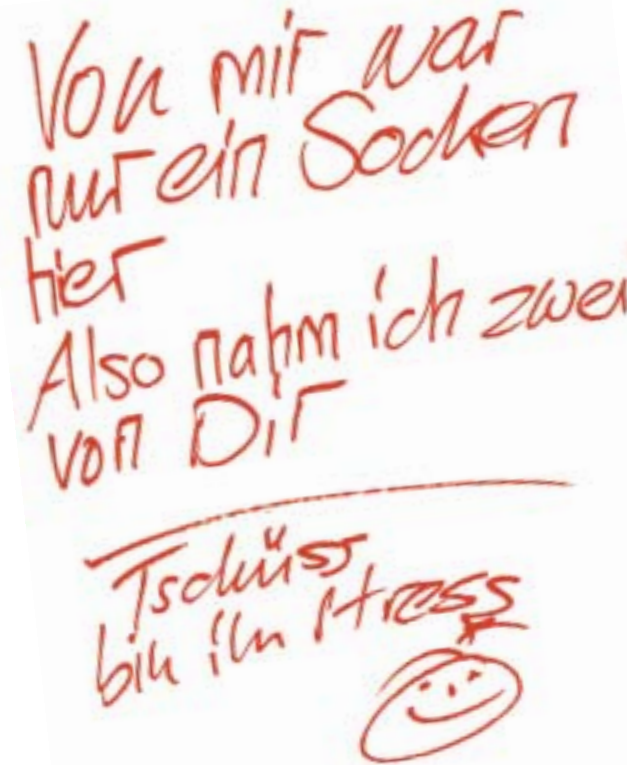 Von mir war
nur ein Socken
hier
Also nahm ich zwei
von Dir
Tschüss
bin im stress